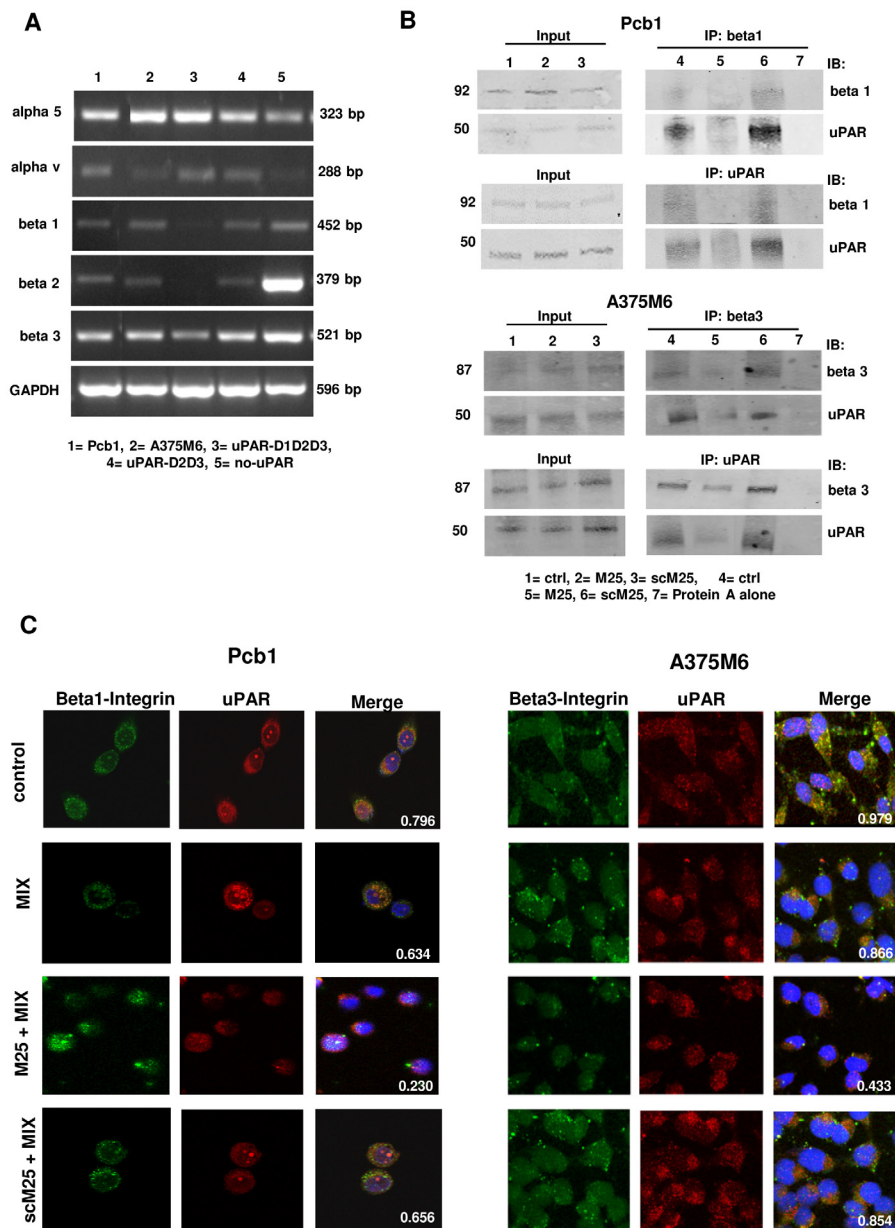 A
1 2 3 4 5
alpha 5 323 bp
alpha v 288 bp
beta 1 452 bp
beta 2 379 bp
beta 3 521 bp
GAPDH 596 bp
1= Pcb1, 2= A375M6, 3= uPAR-D1D2D3,
4= uPAR-D2D3, 5= no-uPAR
B
Pcb1
Input IP: beta1
1 2 3 4 5 6 7 IB:
92 beta 1
50 uPAR
Input IP: uPAR IB:
92 beta 1
50 uPAR
A375M6
Input IP: beta3
1 2 3 4 5 6 7 IB:
87 beta 3
50 uPAR
Input IP: uPAR IB:
87 beta 3
50 uPAR
1= ctrl, 2= M25, 3= scM25, 4= ctrl
5= M25, 6= scM25, 7= Protein A alone
C
Pcb1
Beta1-Integrin uPAR Merge
control 0.796
MIX 0.634
M25 + MIX 0.230
scM25 + MIX 0.656
A375M6
Beta3-Integrin uPAR Merge
0.979
0.866
0.433
0.854